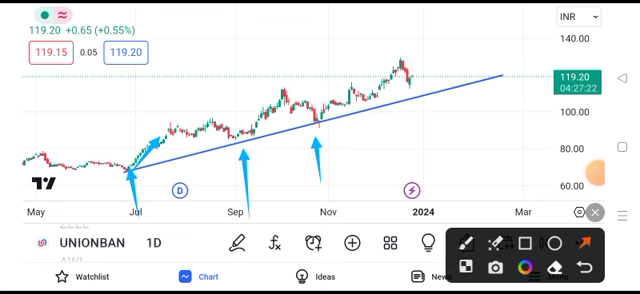 INR
119.20 +0.65 (+0.55%)
119.15 0.05 119.20
140.00
119.20
04:27:22
100.00
80.00
60.00
D
May Jul Sep Nov 2024 Mar
UNIONBAN 1D
Watchlist Chart Ideas News Menu